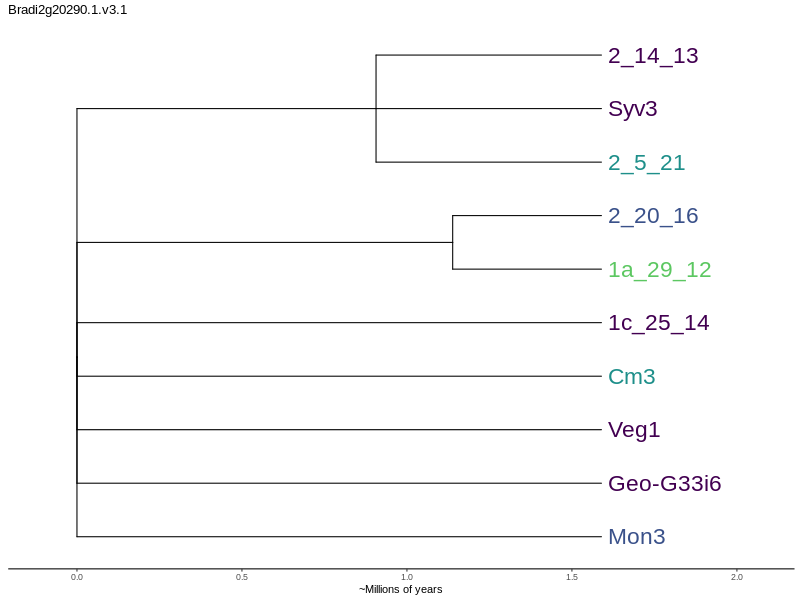 Bradi2g20290.1.v3.1
2_14_13
Syv3
2_5_21
2_20_16
1a_29_12
1c_25_14
Cm3
Veg1
Geo-G33i6
Mon3
0.0 0.5 1.0 1.5 2.0
~Millions of years